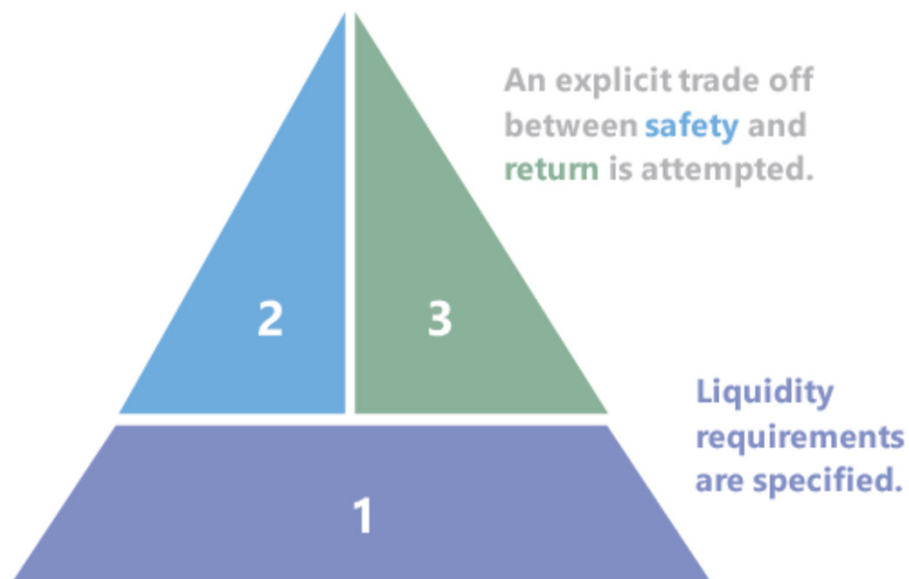 An explicit trade off
between safety and
return is attempted.
2
3
Liquidity
requirements
are specified.
1